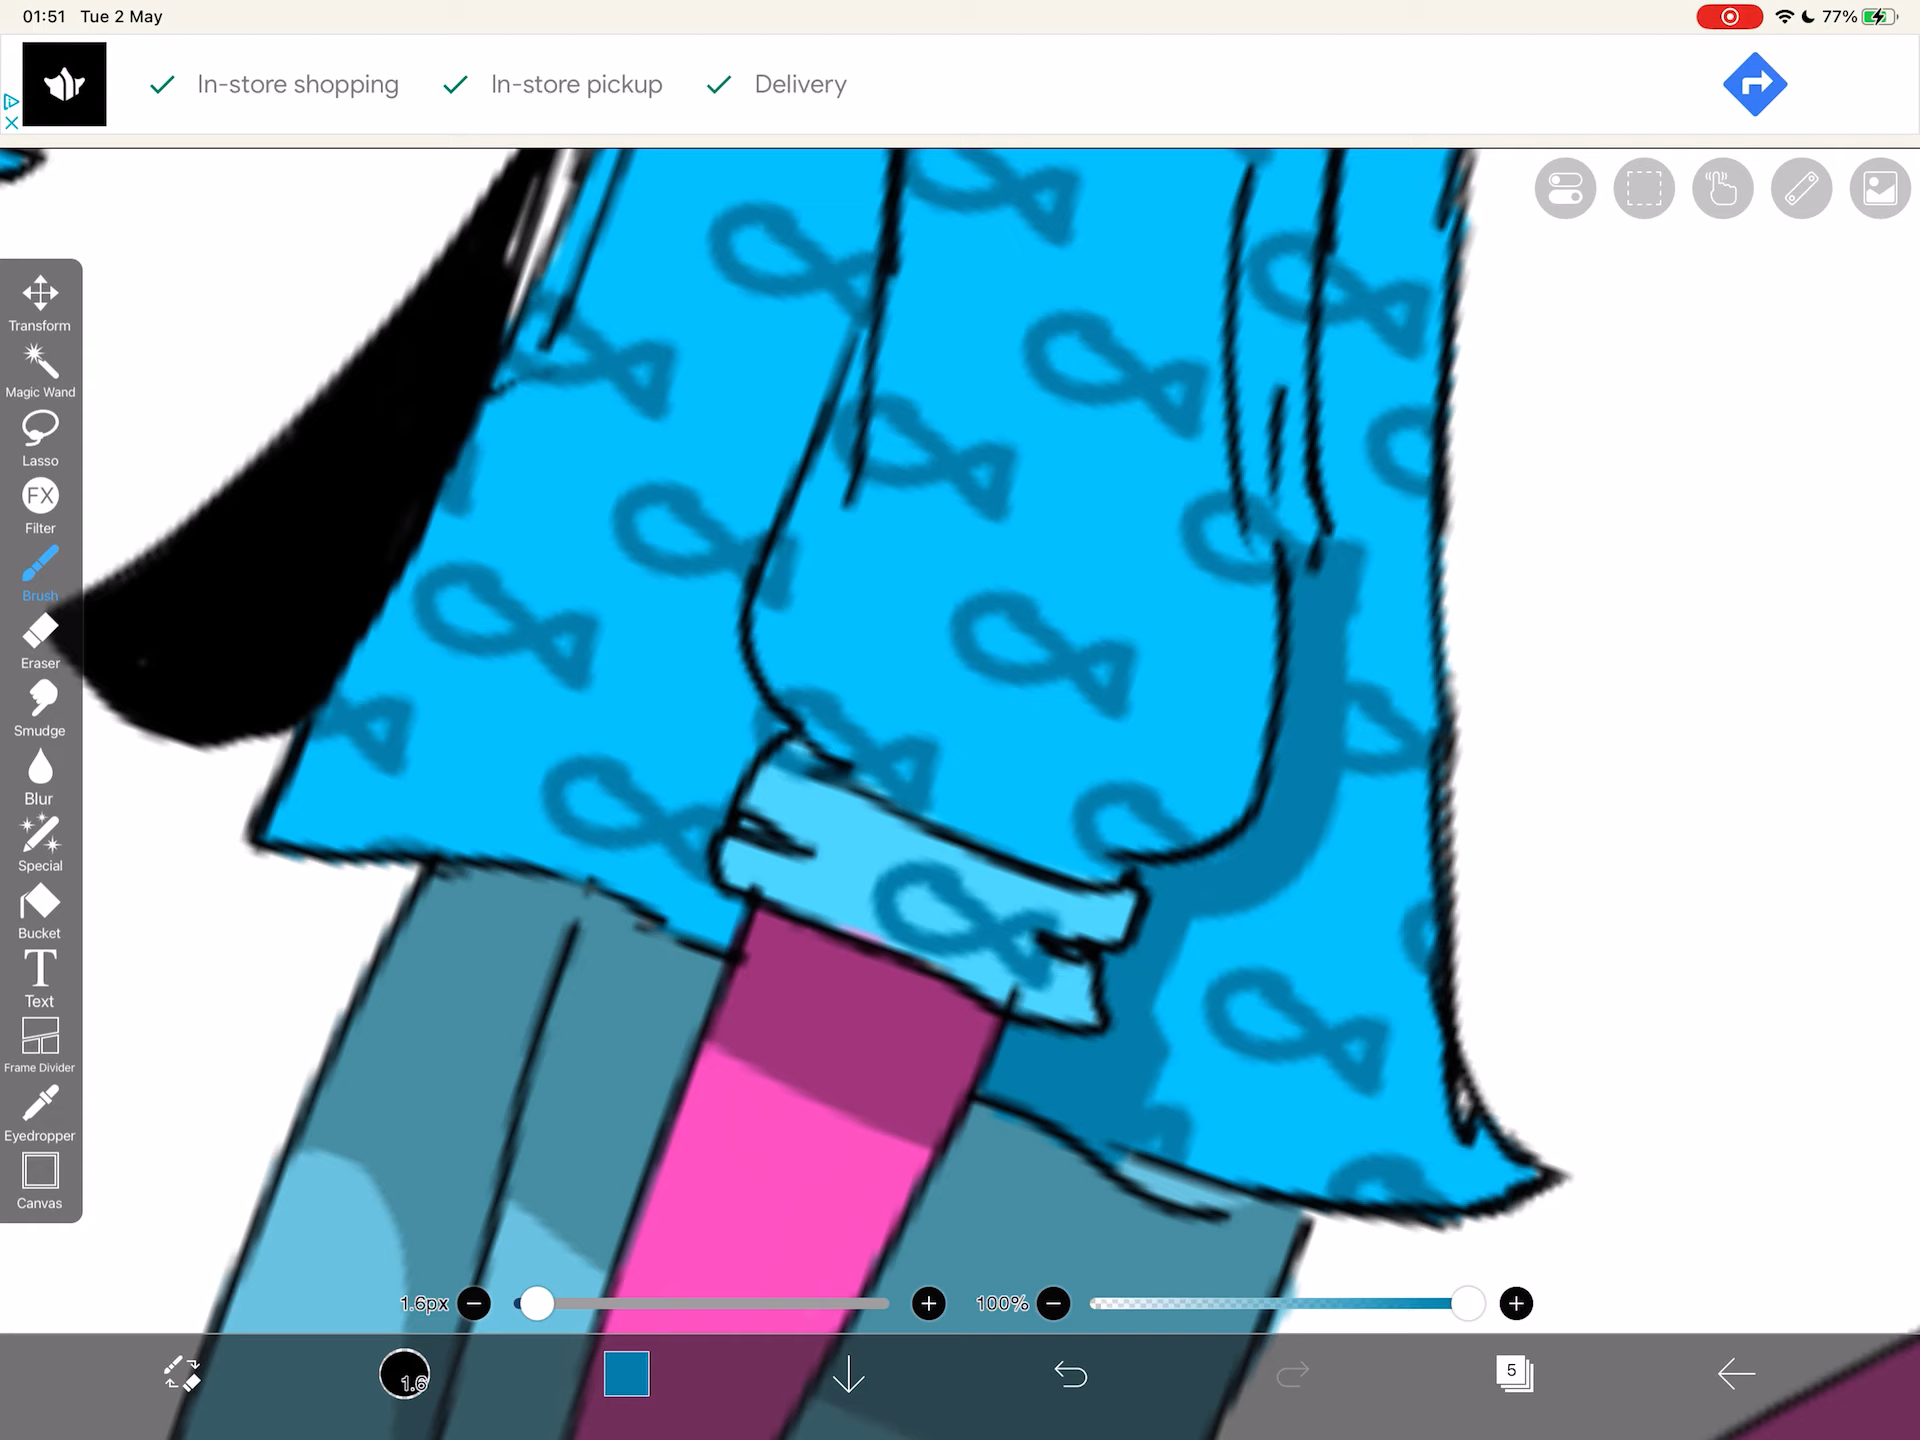 01:51 Tue 2 May 77%
In-store shopping In-store pickup Delivery
Transform
Magic Wand
Lasso
FX
Filter
Brush
Eraser
Smudge
Blur
Special
Bucket
T
Text
Frame Divider
Eyedropper
Canvas
1.6px 100%
1.6 5